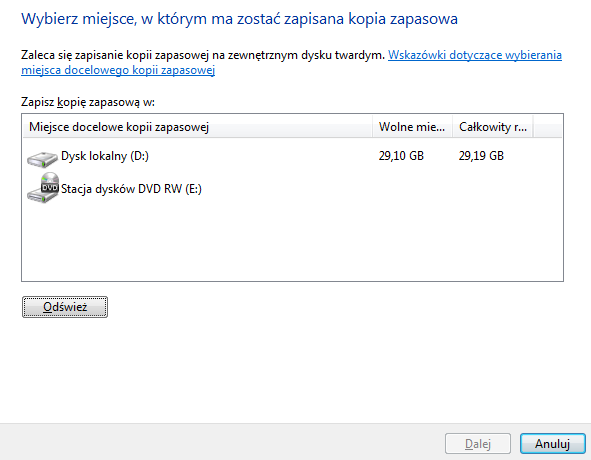 Wybierz miejsce, w którym ma zostać zapisana kopia zapasowa
Zaleca się zapisanie kopii zapasowej na zewnętrznym dysku twardym. Wskazówki dotyczące wybierania
miejsca docelowego kopii zapasowej
Zapisz kopię zapasową w:
Miejsce docelowe kopii zapasowej Wolne mie... Całkowity r...
Dysk lokalny (D:) 29,10 GB 29,19 GB
DVD Stacja dysków DVD RW (E:)
Odśwież
Dalej Anuluj